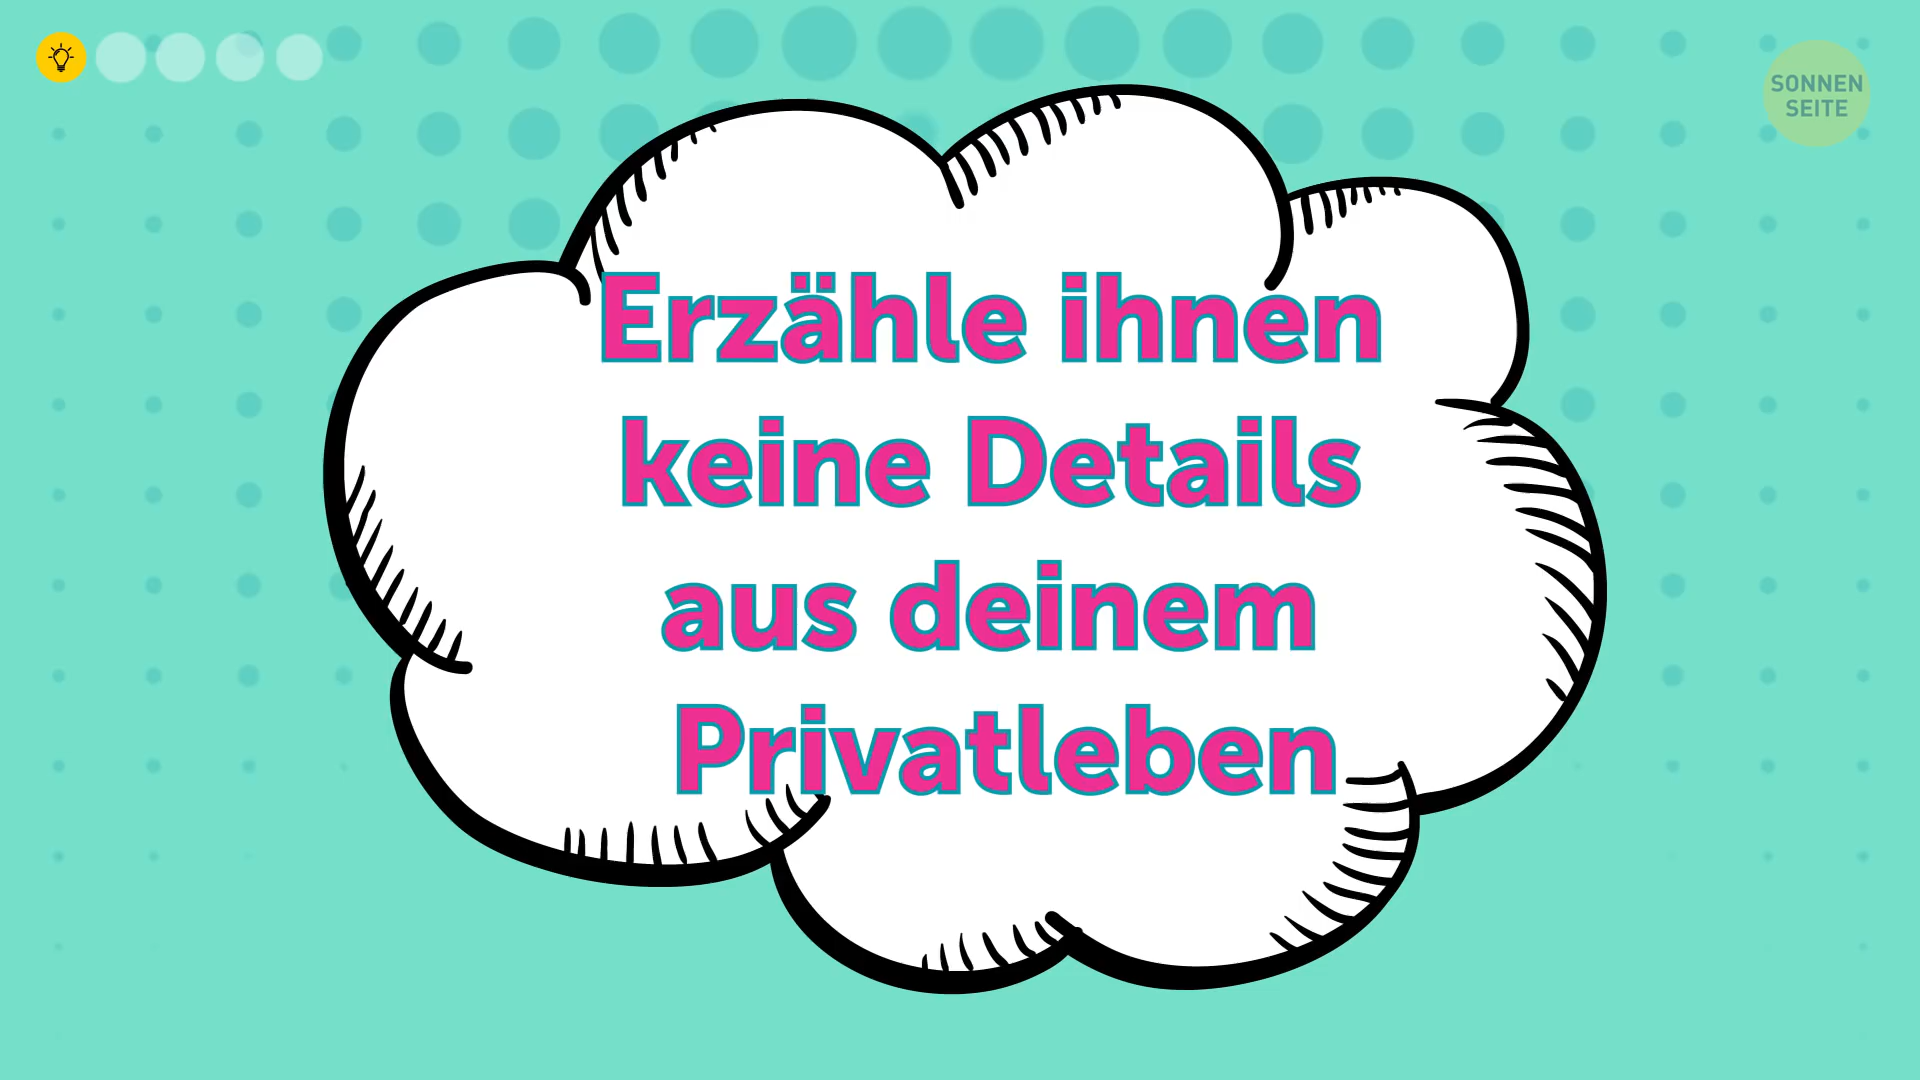 SONNEN
SEITE
Erzähle ihnen
keine Details
aus deinem
Privatleben